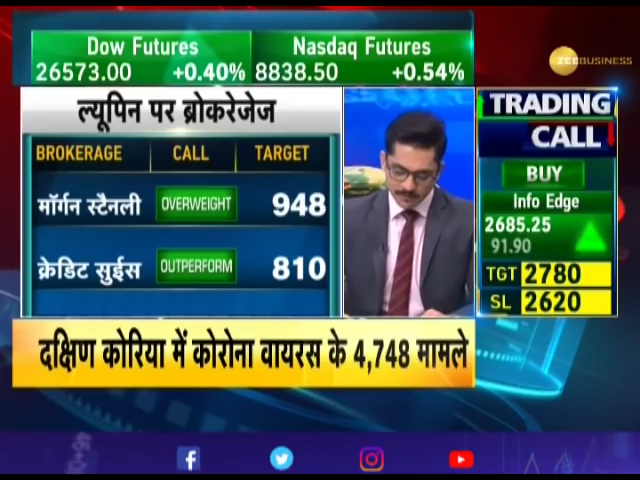 Dow Futures
26573.00 +0.40%
Nasdaq Futures
8838.50 +0.54%
ZEEBUSINESS
ल्यूपिन पर ब्रोकरेजेज
BROKERAGE CALL TARGET
मॉर्गन स्टैनली OVERWEIGHT 948
क्रेडिट सुईस OUTPERFORM 810
TRADING
CALL
BUY
Info Edge
2685.25
91.90
TGT 2780
SL 2620
दक्षिण कोरिया में कोरोना वायरस के 4,748 मामले